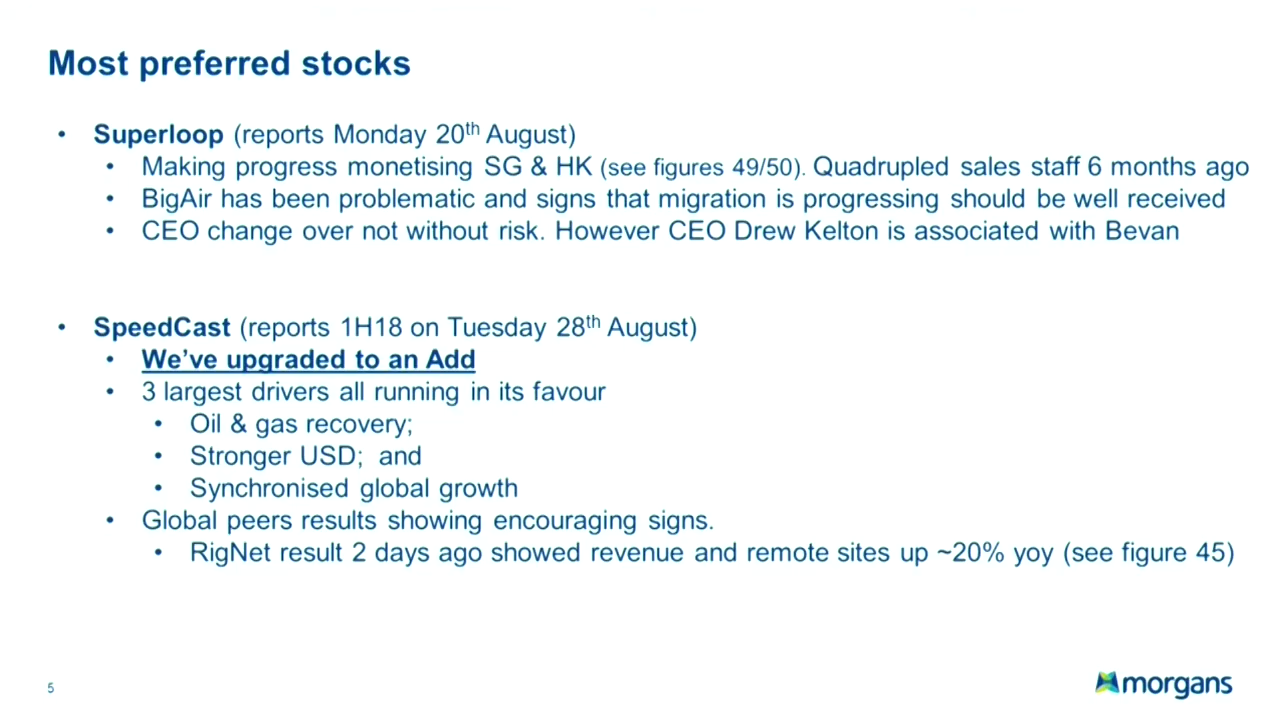 Most preferred stocks
• Superloop (reports Monday 20th August)
• Making progress monetising SG & HK (see figures 49/50). Quadrupled sales staff 6 months ago
• BigAir has been problematic and signs that migration is progressing should be well received
• CEO change over not without risk. However CEO Drew Kelton is associated with Bevan
• SpeedCast (reports 1H18 on Tuesday 28th August)
• We've upgraded to an Add
• 3 largest drivers all running in its favour
• Oil & gas recovery;
• Stronger USD; and
• Synchronised global growth
• Global peers results showing encouraging signs.
• RigNet result 2 days ago showed revenue and remote sites up ~20% yoy (see figure 45)
5
morgans